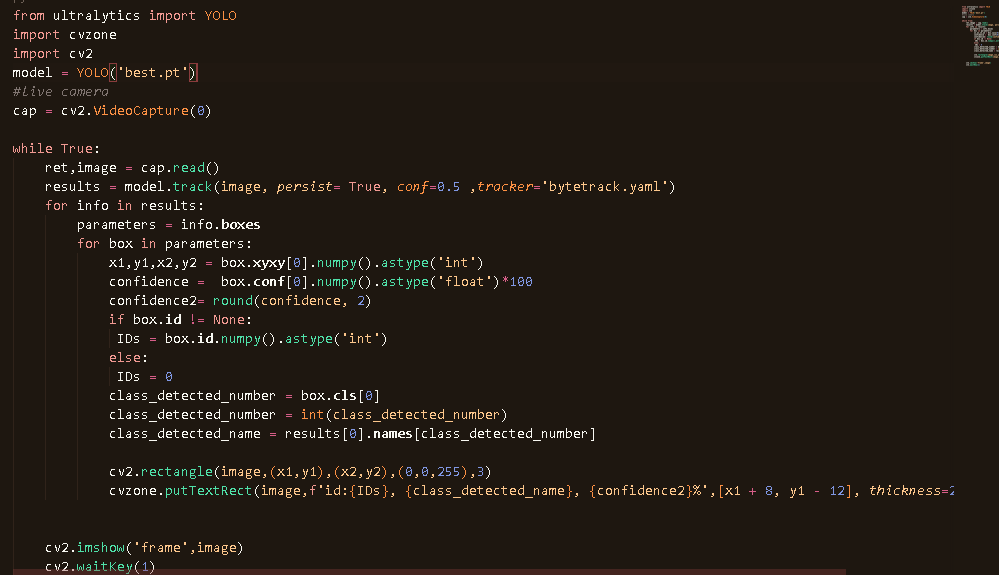 from ultralytics import YOLO
import cvzone
import cv2
model = YOLO('best.pt')
#Live camera
cap = cv2.VideoCapture(0)
while True:
    ret,image = cap.read()
    results = model.track(image, persist= True, conf=0.5 ,tracker='bytetrack.yaml')
    for info in results:
        parameters = info.boxes
        for box in parameters:
            x1,y1,x2,y2 = box.xyxy[0].numpy().astype('int')
            confidence =  box.conf[0].numpy().astype('float')*100
            confidence2= round(confidence, 2)
            if box.id != None:
             IDs = box.id.numpy().astype('int')
            else:
             IDs = 0
            class_detected_number = box.cls[0]
            class_detected_number = int(class_detected_number)
            class_detected_name = results[0].names[class_detected_number]
            cv2.rectangle(image,(x1,y1),(x2,y2),(0,0,255),3)
            cvzone.putTextRect(image,f'id:{IDs}, {class_detected_name}, {confidence2}%',[x1 + 8, y1 - 12], thickness=2
    cv2.imshow('frame',image)
    cv2.waitKey(1)